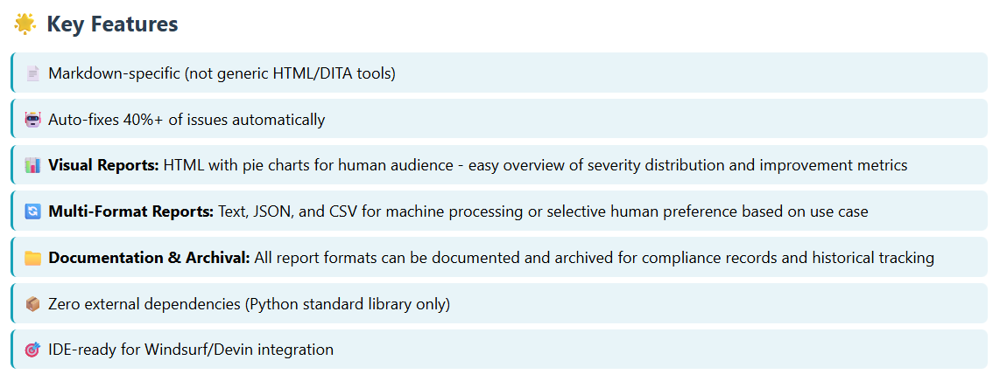 Key Features
Markdown-specific (not generic HTML/DITA tools)
Auto-fixes 40%+ of issues automatically
Visual Reports: HTML with pie charts for human audience - easy overview of severity distribution and improvement metrics
Multi-Format Reports: Text, JSON, and CSV for machine processing or selective human preference based on use case
Documentation & Archival: All report formats can be documented and archived for compliance records and historical tracking
Zero external dependencies (Python standard library only)
IDE-ready for Windsurf/Devin integration